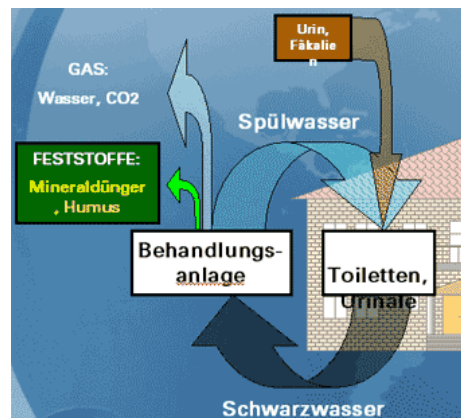 Urin,
Fäkalie
n
GAS:
Wasser, CO2
Spülwasser
FESTSTOFFE:
Mineraldünger
, Humus
Behandlungs-
anlage
Toiletten,
Urinale
Schwarzwasser